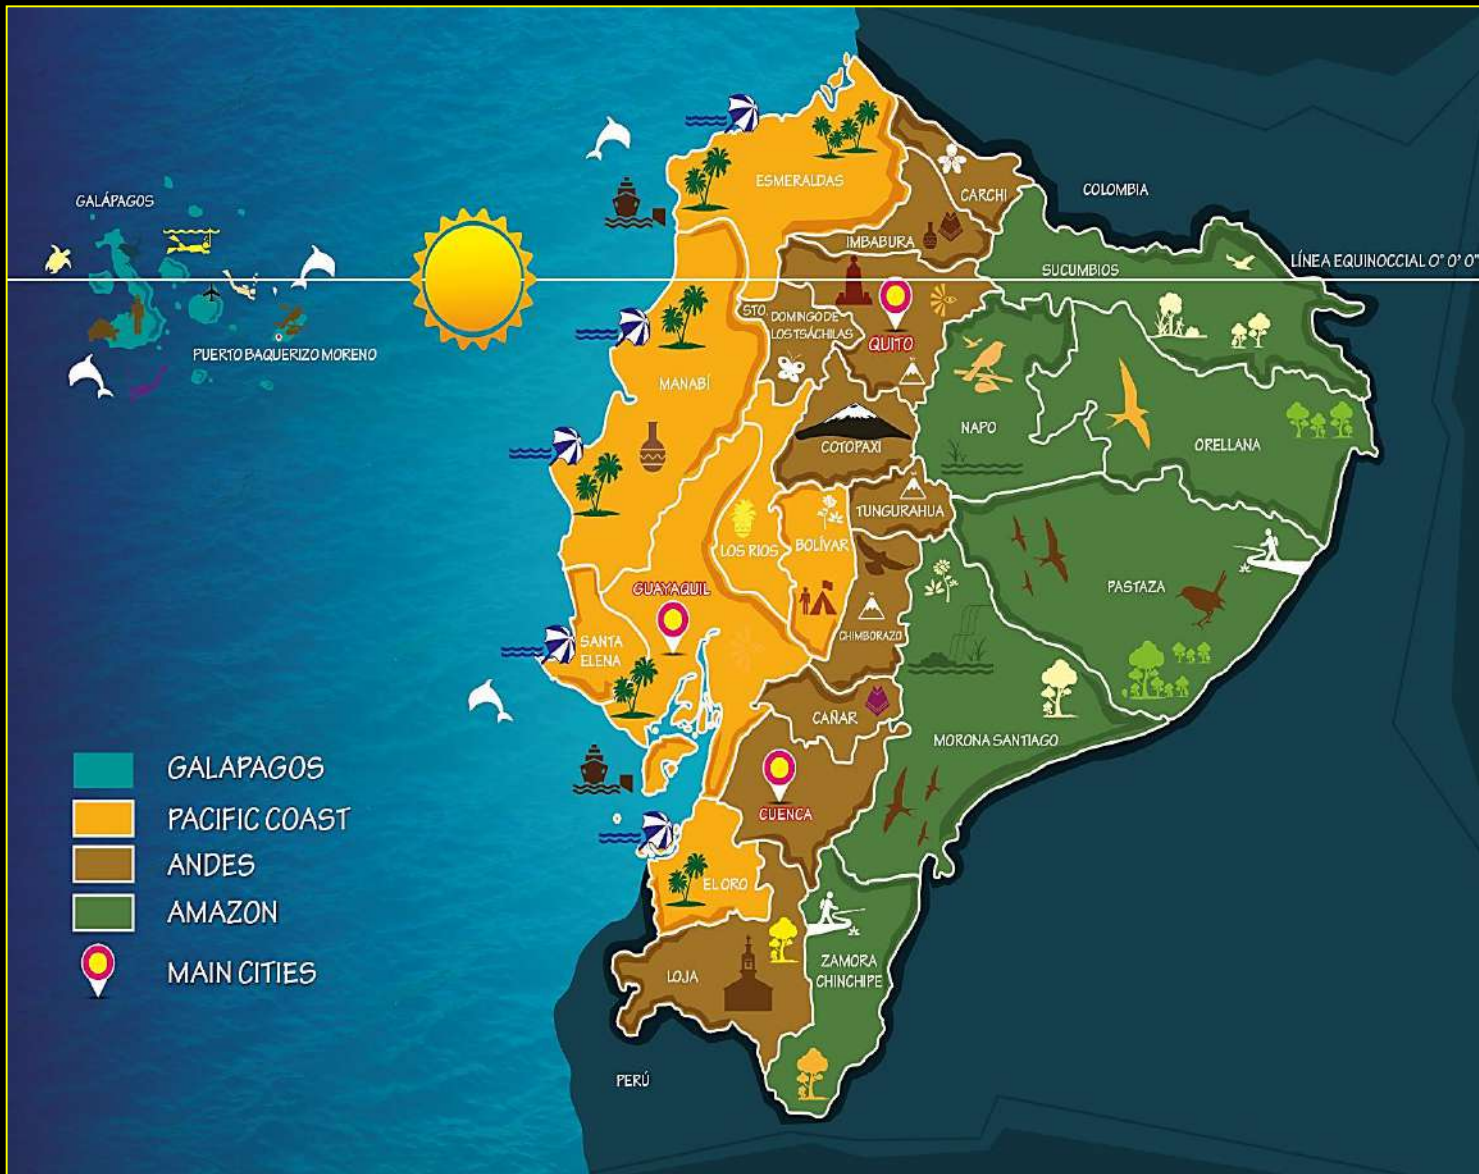 ESMERALDAS
CARCHI
COLOMBIA
GALÁPAGOS
IMBABURA
LÍNEA EQUINOCCIAL 0° 0' 0"
SUCUMBIOS
STO.
DOMINGO DE
LOS TSÁCHILAS
QUITO
PUERTO BAQUERIZO MORENO
MANABÍ
NAPO
COTOPAXI
ORELLANA
TUNGURAHUA
LOS RIOS
BOLÍVAR
PASTAZA
GUAYAQUIL
SANTA
ELENA
CHIMBORAZO
CAÑAR
MORONA SANTIAGO
CUENCA
EL ORO
LOJA
ZAMORA
CHINCHIPE
PERÚ
GALAPAGOS
PACIFIC COAST
ANDES
AMAZON
MAIN CITIES